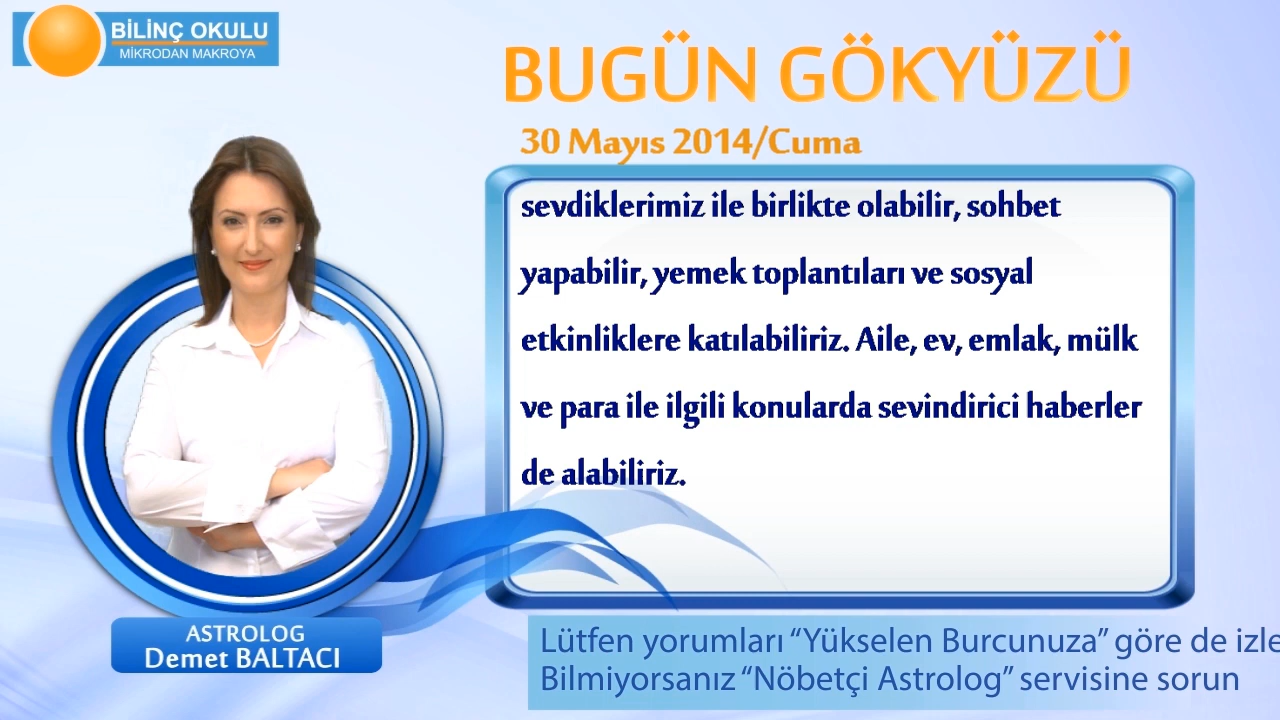 BİLİNÇ OKULU
MİKRODAN MAKROYA
BUGÜN GÖKYÜZÜ
30 Mayıs 2014/Cuma
sevdiklerimiz ile birlikte olabilir, sohbet
yapabilir, yemek toplantıları ve sosyal
etkinliklere katılabiliriz. Aile, ev, emlak, mülk
ve para ile ilgili konularda sevindirici haberler
de alabiliriz.
ASTROLOG
Demet BALTACI
Lütfen yorumları “Yükselen Burcunuza” göre de izle
Bilmiyorsanız “Nöbetçi Astrolog” servisine sorun